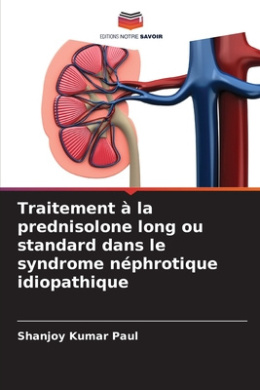 EDITIONS NOTRE SAVOIR
Traitement à la
prednisolone long ou
standard dans le
syndrome néphrotique
idiopathique
Shanjoy Kumar Paul